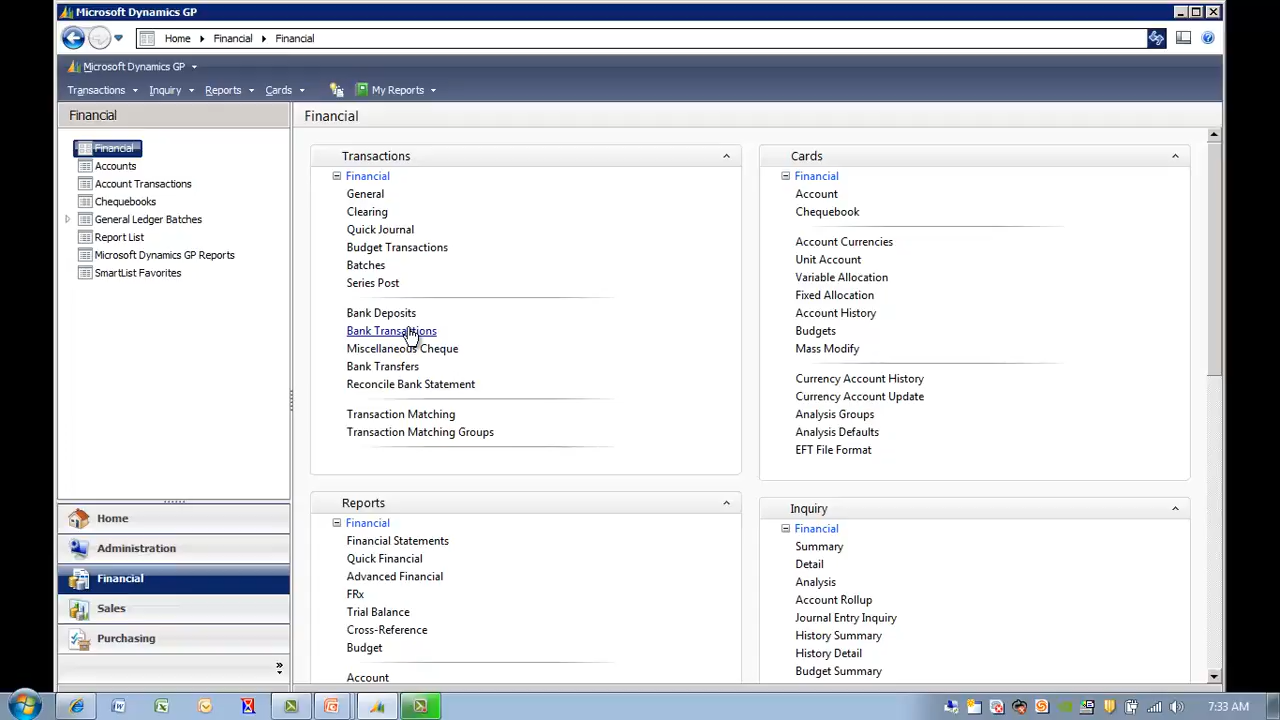 Microsoft Dynamics GP
Home Financial Financial
Microsoft Dynamics GP
Transactions Inquiry Reports Cards My Reports
Financial
Financial
Accounts
Account Transactions
Chequebooks
General Ledger Batches
Report List
Microsoft Dynamics GP Reports
SmartList Favorites
Home
Administration
Financial
Sales
Purchasing
»
Financial
Transactions
Financial
General
Clearing
Quick Journal
Budget Transactions
Batches
Series Post
Bank Deposits
Bank Transactions
Miscellaneous Cheque
Bank Transfers
Reconcile Bank Statement
Transaction Matching
Transaction Matching Groups
Reports
Financial
Financial Statements
Quick Financial
Advanced Financial
FRx
Trial Balance
Cross-Reference
Budget
Account
Cards
Financial
Account
Chequebook
Account Currencies
Unit Account
Variable Allocation
Fixed Allocation
Account History
Budgets
Mass Modify
Currency Account History
Currency Account Update
Analysis Groups
Analysis Defaults
EFT File Format
Inquiry
Financial
Summary
Detail
Analysis
Account Rollup
Journal Entry Inquiry
History Summary
History Detail
Budget Summary
7:33 AM